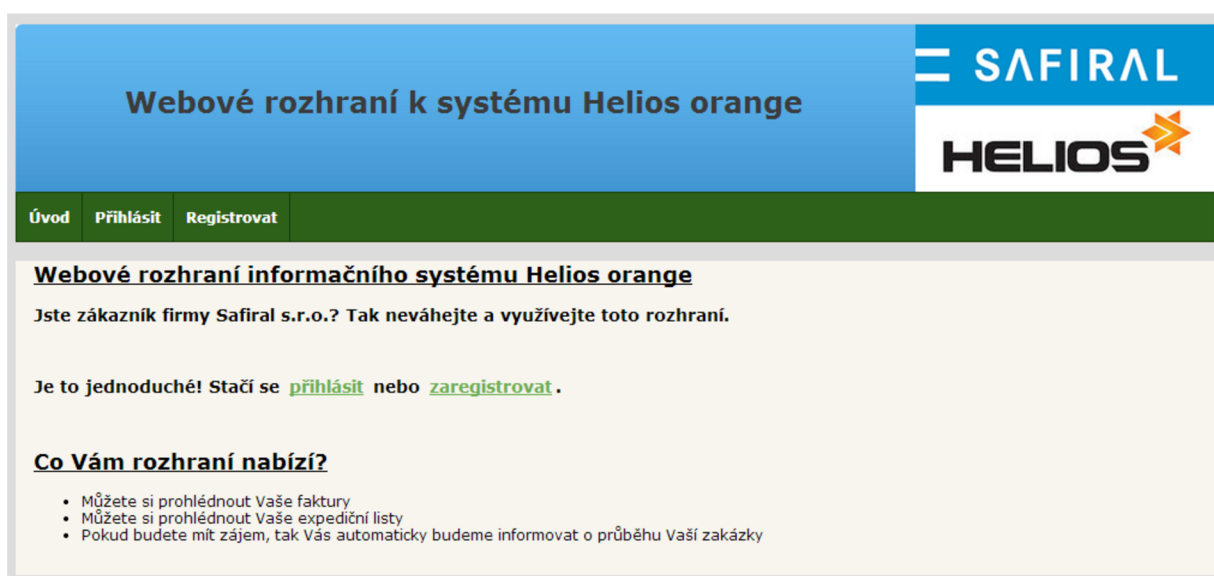 Webové rozhraní k systému Helios orange
SAFIRAL
HELIOS
Úvod Přihlásit Registrovat
Webové rozhraní informačního systému Helios orange
Jste zákazník firmy Safiral s.r.o.? Tak neváhejte a využívejte toto rozhraní.
Je to jednoduché! Stačí se přihlásit nebo zaregistrovat.
Co Vám rozhraní nabízí?
• Můžete si prohlédnout Vaše faktury
• Můžete si prohlédnout Vaše expediční listy
• Pokud budete mít zájem, tak Vás automaticky budeme informovat o průběhu Vaší zakázky